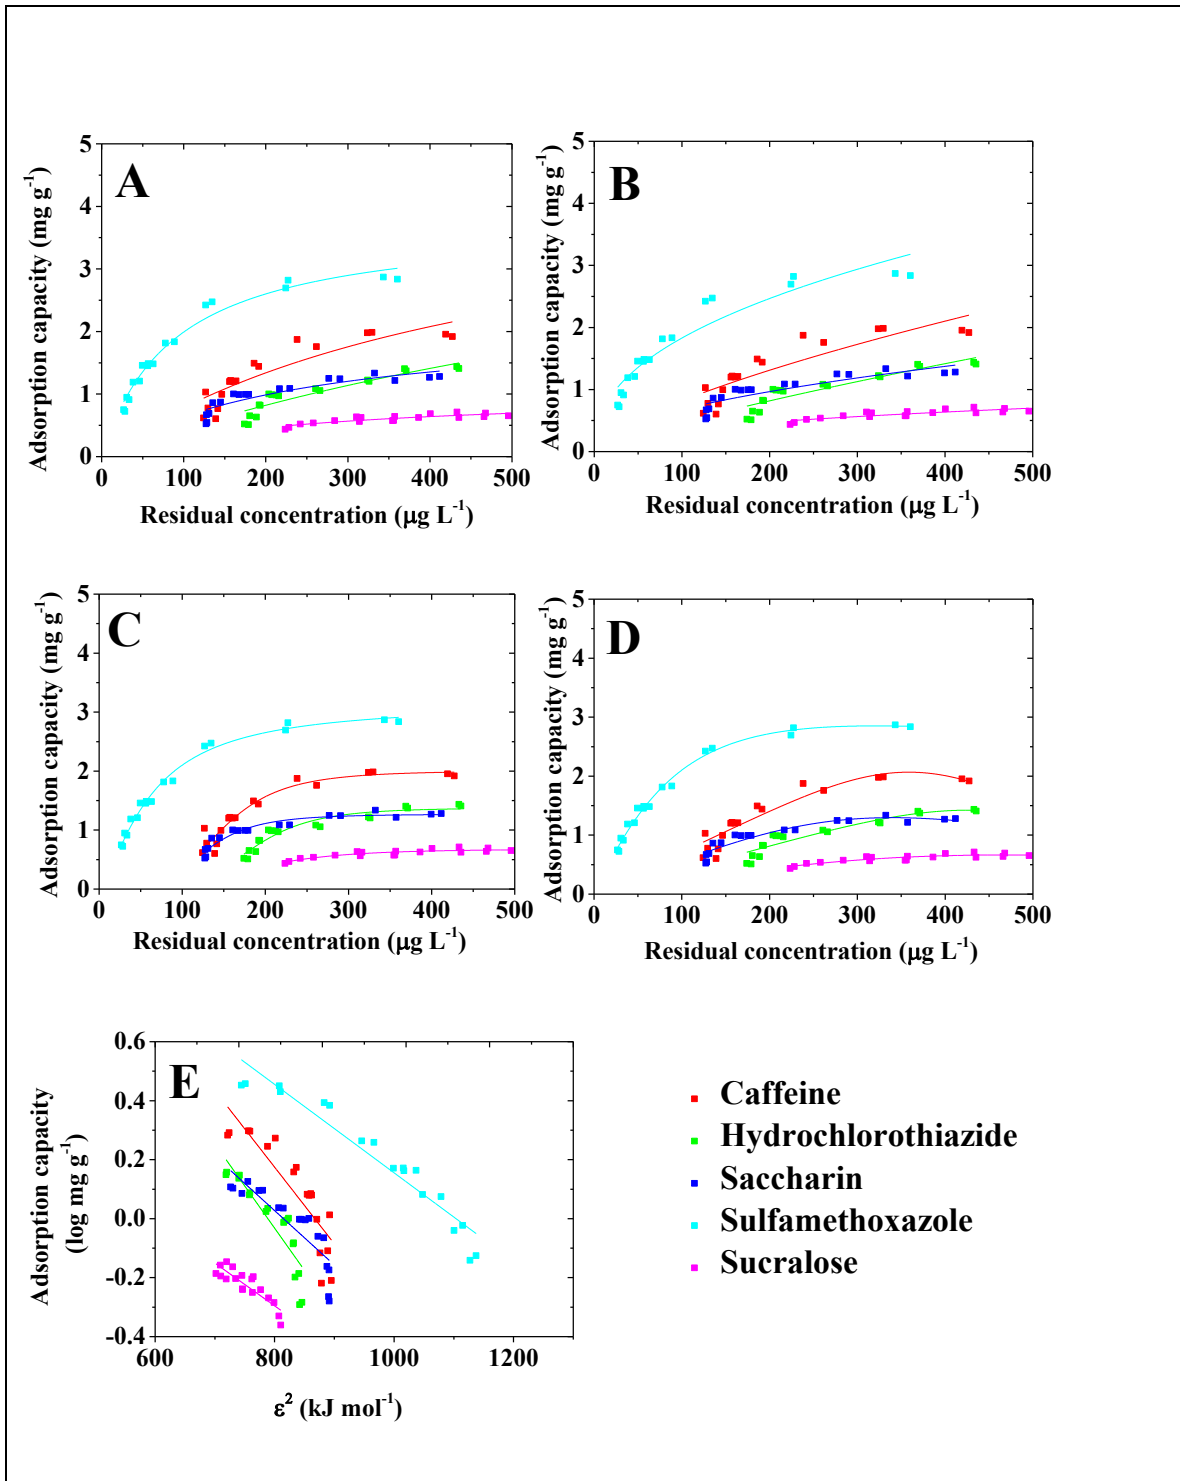 A
Adsorption capacity (mg g⁻¹)
5
4
3
2
1
0
0 100 200 300 400 500
Residual concentration (μg L⁻¹)
B
Adsorption capacity (mg g⁻¹)
5
4
3
2
1
0
0 100 200 300 400 500
Residual concentration (μg L⁻¹)
C
Adsorption capacity (mg g⁻¹)
5
4
3
2
1
0
0 100 200 300 400 500
Residual concentration (μg L⁻¹)
D
Adsorption capacity (mg g⁻¹)
5
4
3
2
1
0
0 100 200 300 400 500
Residual concentration (μg L⁻¹)
E
Adsorption capacity
(log mg g⁻¹)
0.6
0.4
0.2
0.0
-0.2
-0.4
600 800 1000 1200
ε² (kJ mol⁻¹)
Caffeine
Hydrochlorothiazide
Saccharin
Sulfamethoxazole
Sucralose